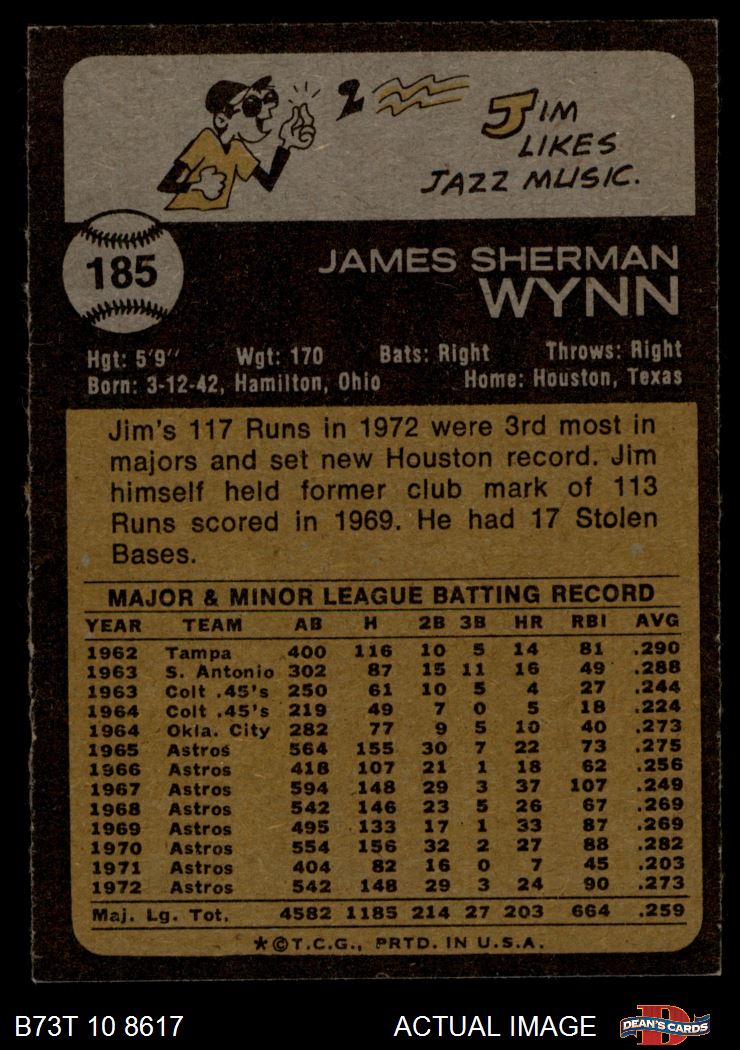 2
JIM
LIKES
JAZZ MUSIC.
185
JAMES SHERMAN
WYNN
Hgt: 5'9" Wgt: 170 Bats: Right Throws: Right
Born: 3-12-42, Hamilton, Ohio Home: Houston, Texas
Jim's 117 Runs in 1972 were 3rd most in
majors and set new Houston record. Jim
himself held former club mark of 113
Runs scored in 1969. He had 17 Stolen
Bases.
MAJOR & MINOR LEAGUE BATTING RECORD
YEAR TEAM AB H 2B 3B HR RBI AVG
1962 Tampa 400 116 10 5 14 81 .290
1963 S. Antonio 302 87 15 11 16 49 .288
1963 Colt .45's 250 61 10 5 4 27 .244
1964 Colt .45's 219 49 7 0 5 18 .224
1964 Okla. City 282 77 9 5 10 40 .273
1965 Astros 564 155 30 7 22 73 .275
1966 Astros 418 107 21 1 18 62 .256
1967 Astros 594 148 29 3 37 107 .249
1968 Astros 542 146 23 5 26 67 .269
1969 Astros 495 133 17 1 33 87 .269
1970 Astros 554 156 32 2 27 88 .282
1971 Astros 404 82 16 0 7 45 .203
1972 Astros 542 148 29 3 24 90 .273
Maj. Lg. Tot. 4582 1185 214 27 203 664 .259
*©T.C.G., PRTD. IN U.S.A.
B73T 10 8617 ACTUAL IMAGE D DEAN'S CARDS